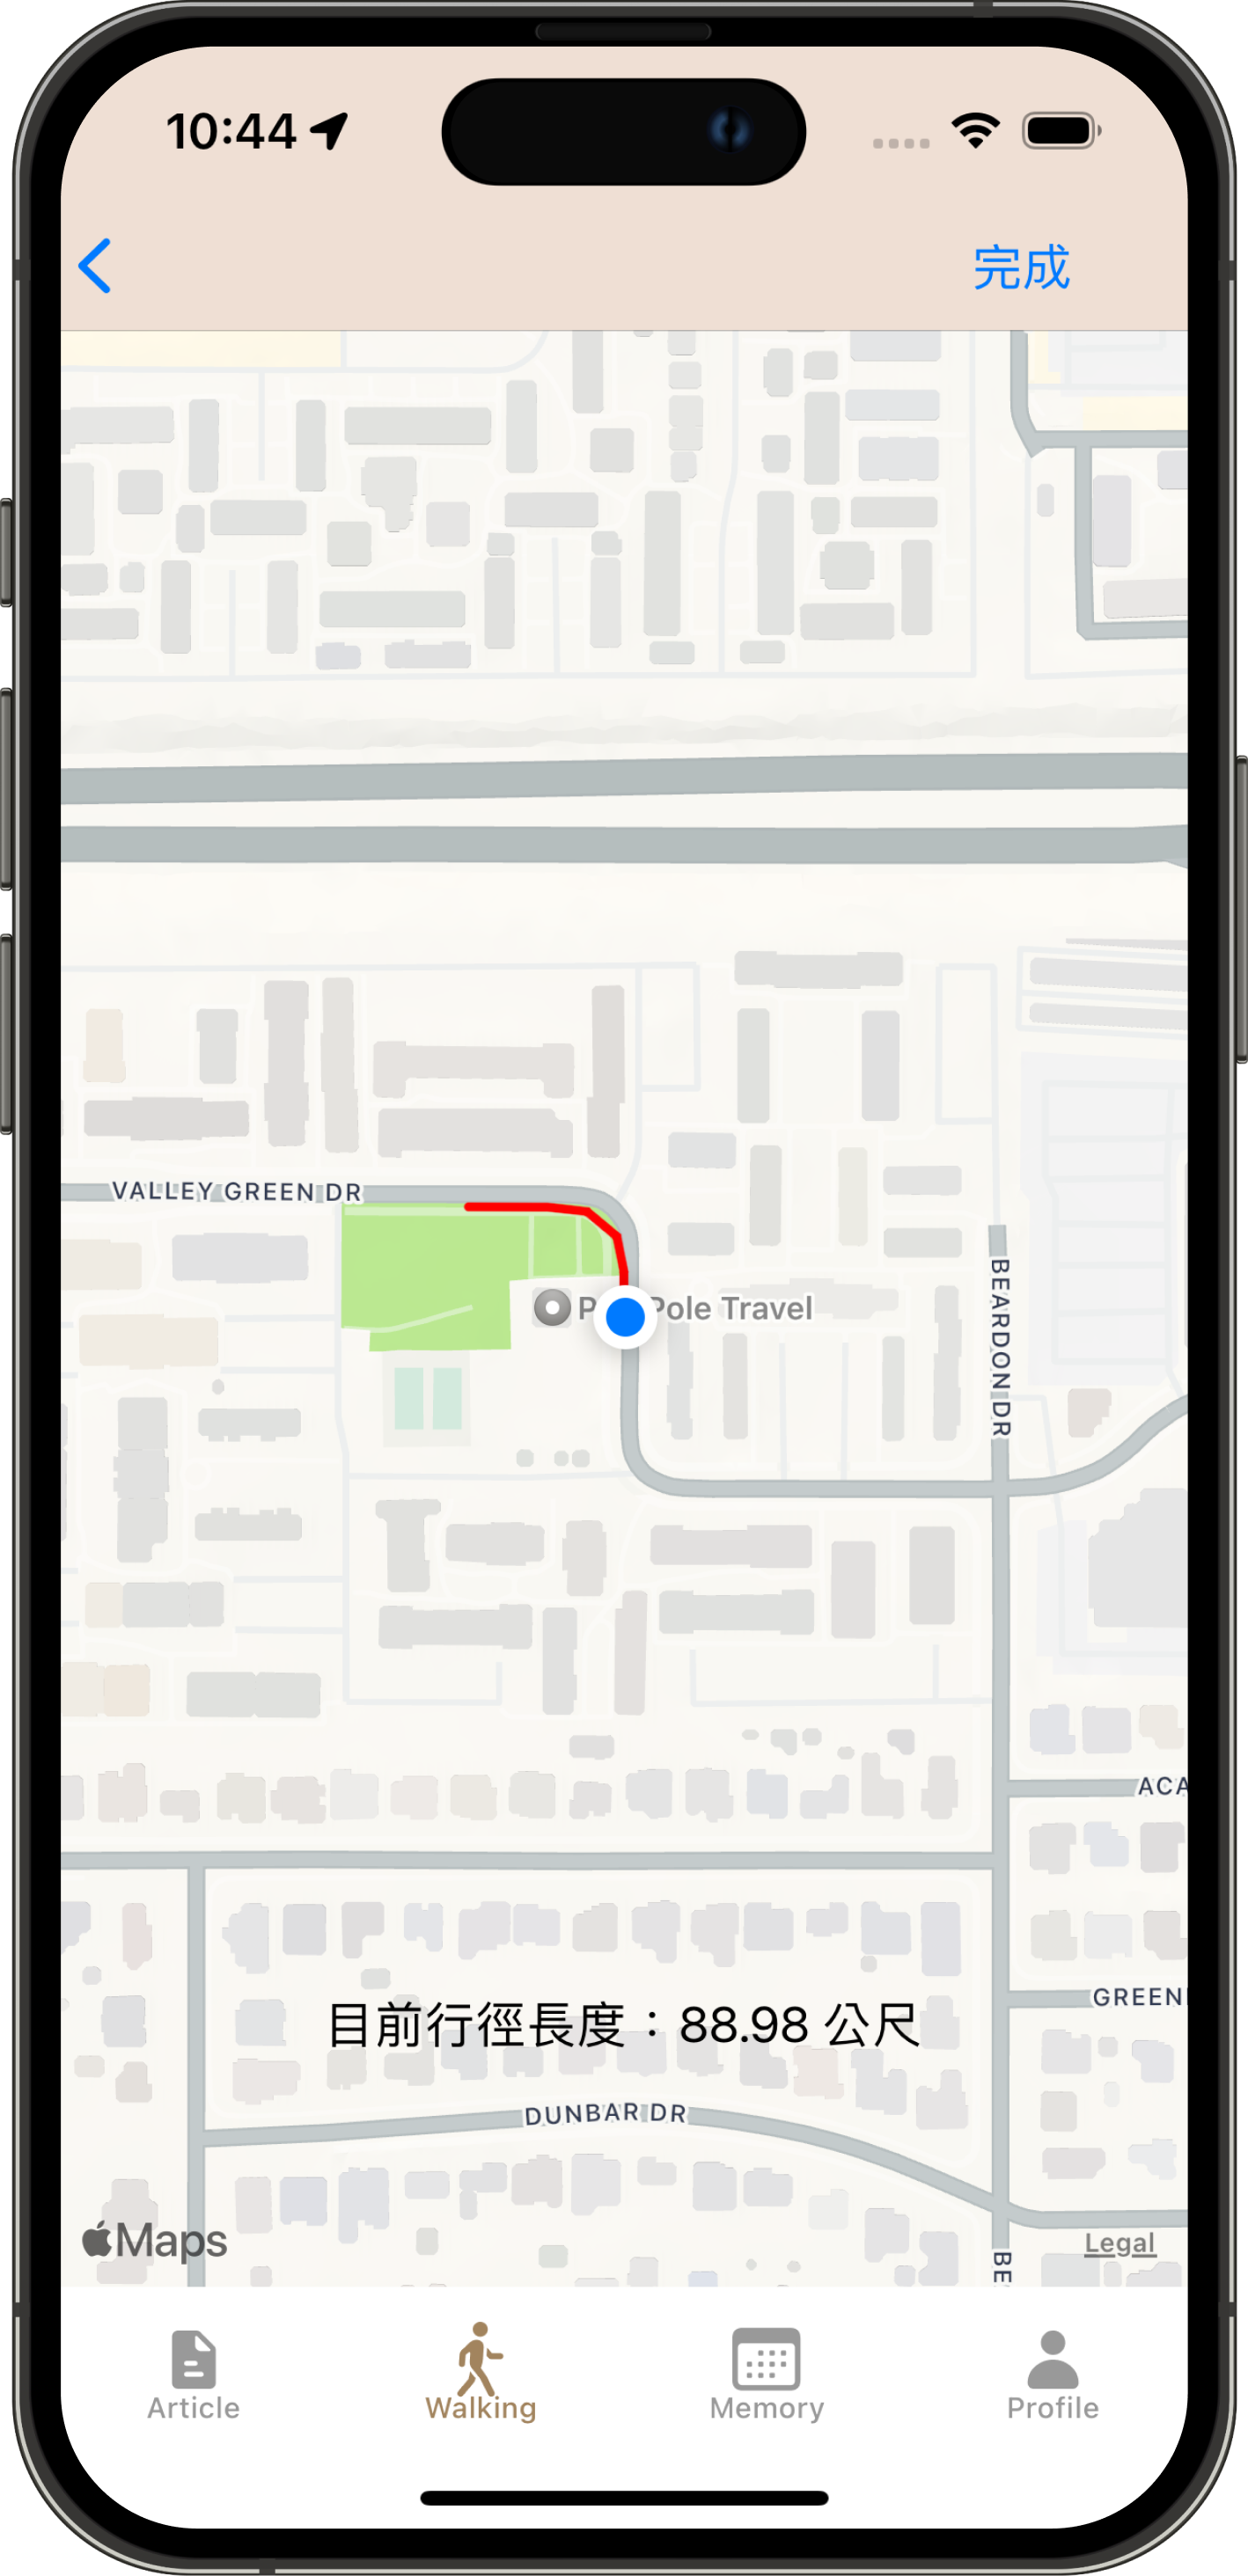 10:44
完成
VALLEY GREEN DR
Pole Travel
BEARDON DR
ACA
GREEN
目前行徑長度：88.98 公尺
DUNBAR DR
Maps
Legal
BE
Article
Walking
Memory
Profile